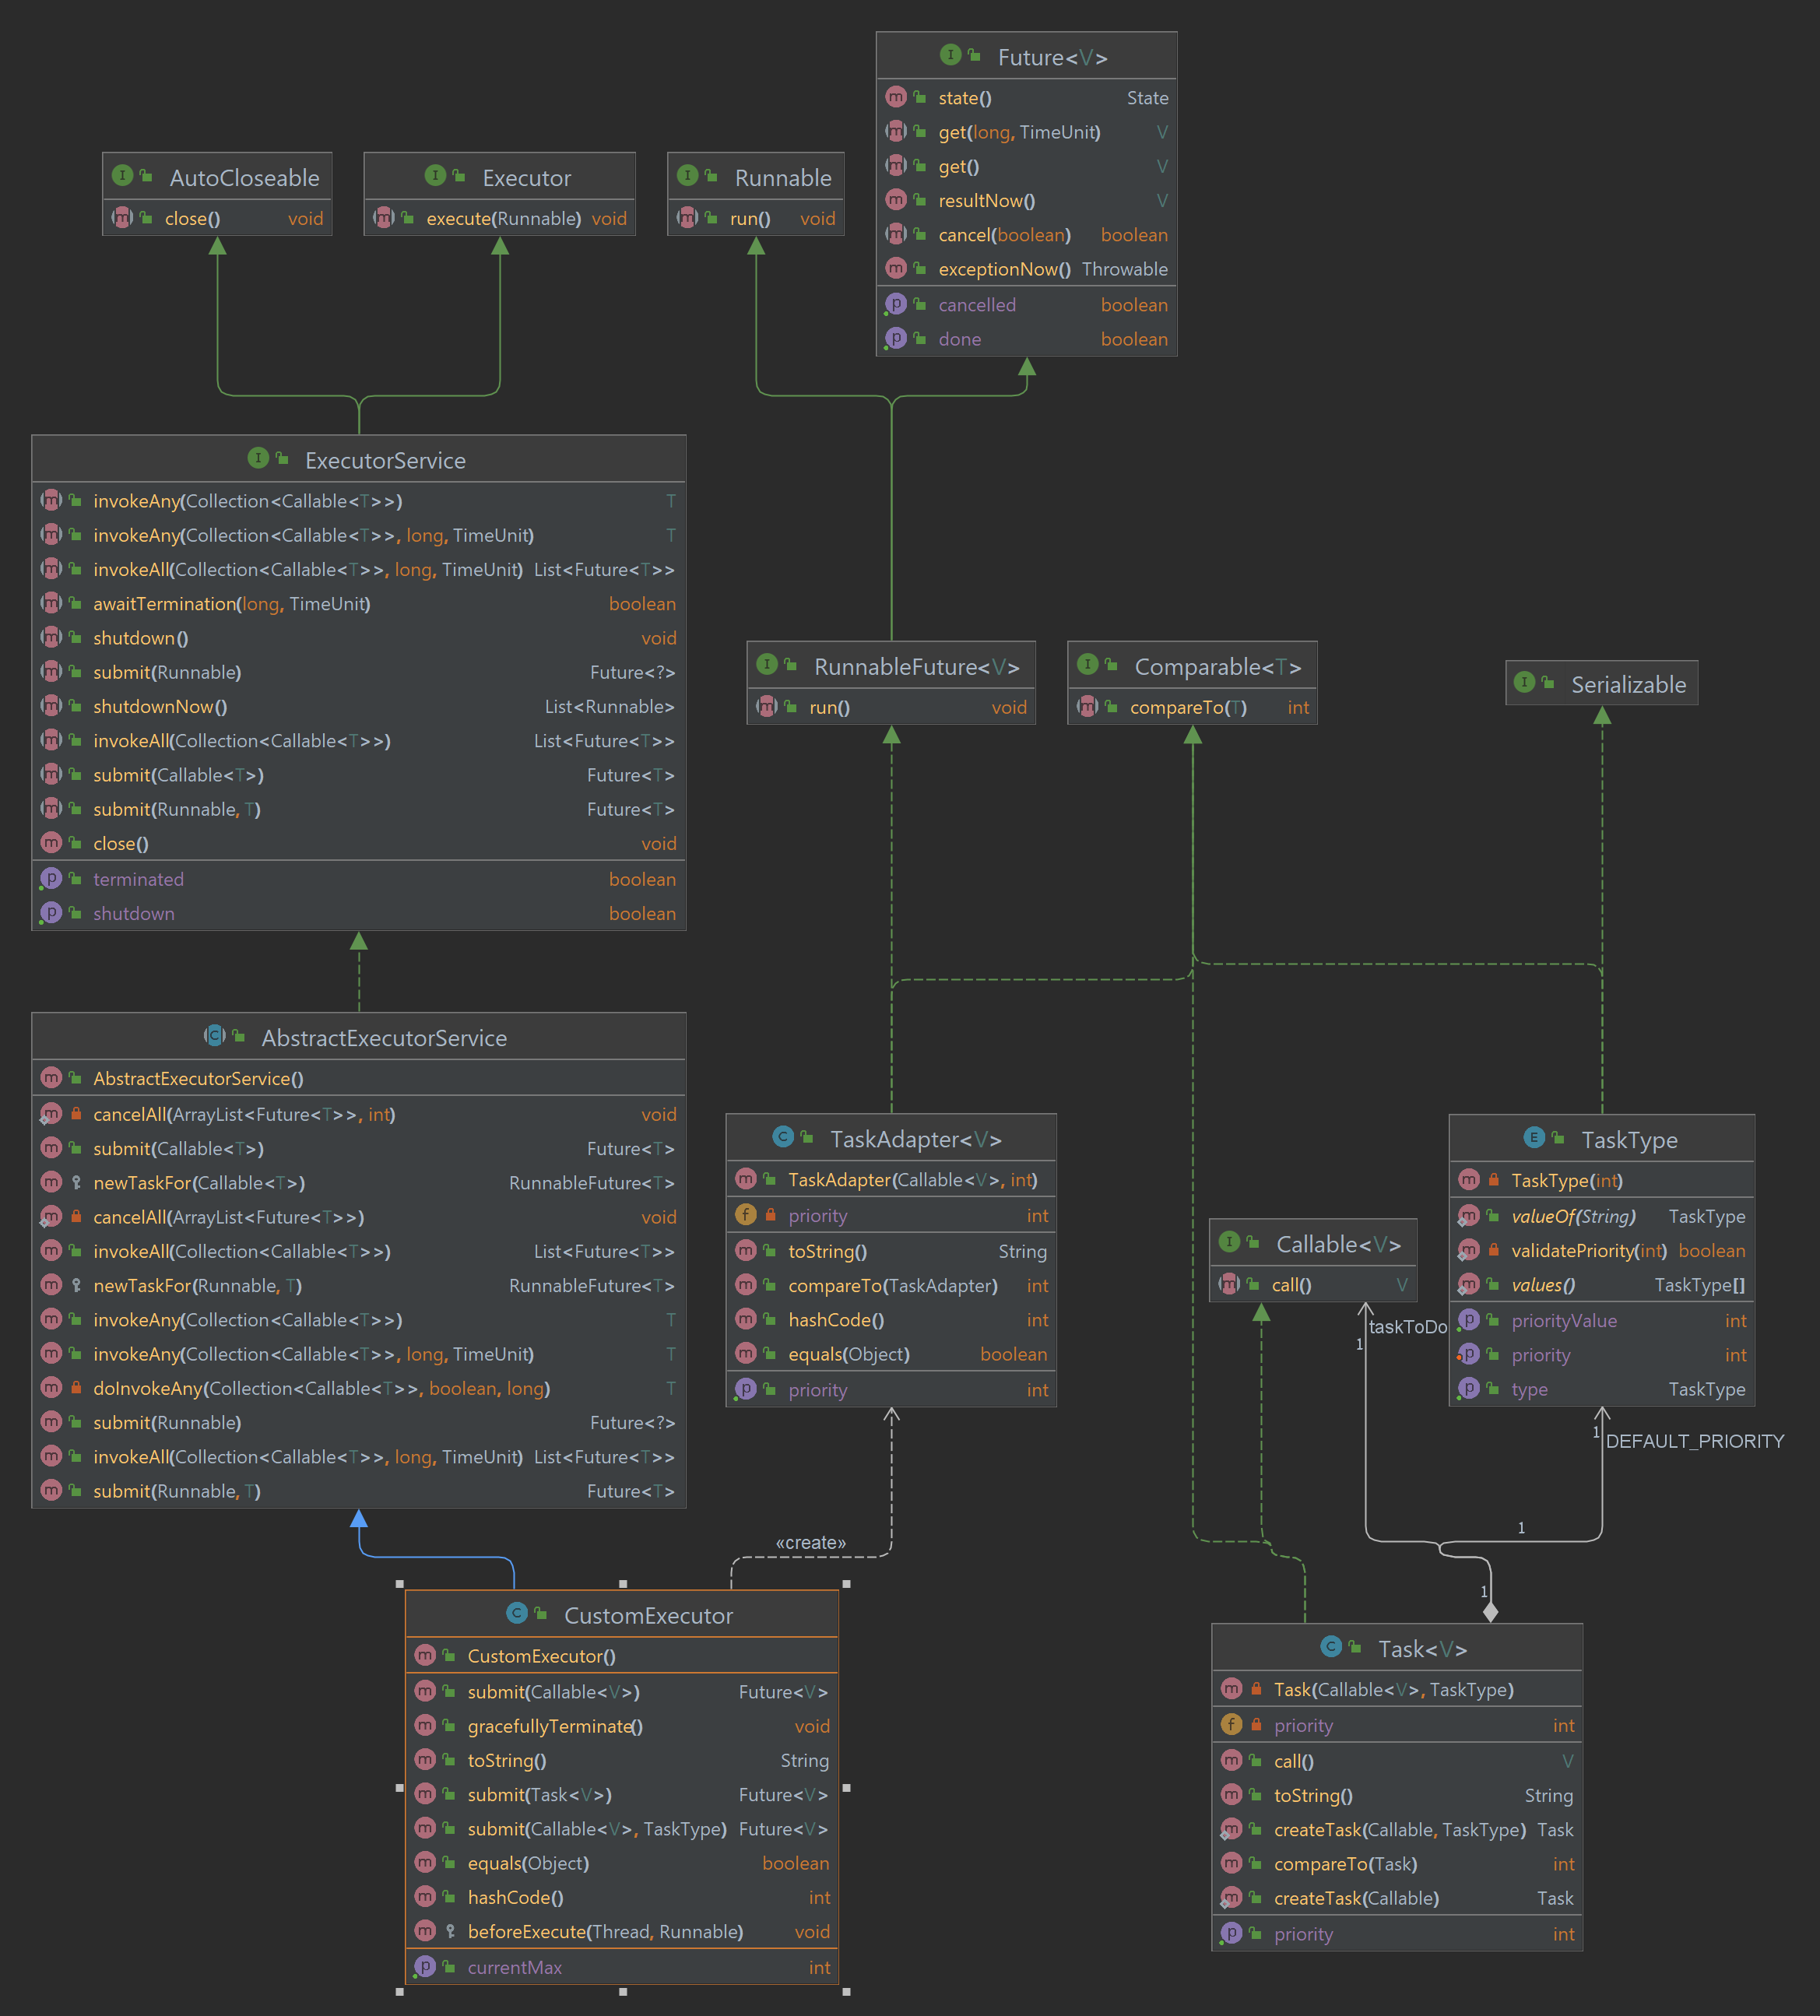 Future<V>
state() State
get(long, TimeUnit) V
get() V
resultNow() V
cancel(boolean) boolean
exceptionNow() Throwable
cancelled boolean
done boolean
AutoCloseable
close() void
Executor
execute(Runnable) void
Runnable
run() void
ExecutorService
invokeAny(Collection<Callable<T>>) T
invokeAny(Collection<Callable<T>>, long, TimeUnit) T
invokeAll(Collection<Callable<T>>, long, TimeUnit) List<Future<T>>
awaitTermination(long, TimeUnit) boolean
shutdown() void
submit(Runnable) Future<?>
shutdownNow() List<Runnable>
invokeAll(Collection<Callable<T>>) List<Future<T>>
submit(Callable<T>) Future<T>
submit(Runnable, T) Future<T>
close() void
terminated boolean
shutdown boolean
RunnableFuture<V>
run() void
Comparable<T>
compareTo(T) int
Serializable
AbstractExecutorService
AbstractExecutorService()
cancelAll(ArrayList<Future<T>>, int) void
submit(Callable<T>) Future<T>
newTaskFor(Callable<T>) RunnableFuture<T>
cancelAll(ArrayList<Future<T>>) void
invokeAll(Collection<Callable<T>>) List<Future<T>>
newTaskFor(Runnable, T) RunnableFuture<T>
invokeAny(Collection<Callable<T>>) T
invokeAny(Collection<Callable<T>>, long, TimeUnit) T
doInvokeAny(Collection<Callable<T>>, boolean, long) T
submit(Runnable) Future<?>
invokeAll(Collection<Callable<T>>, long, TimeUnit) List<Future<T>>
submit(Runnable, T) Future<T>
TaskAdapter<V>
TaskAdapter(Callable<V>, int)
priority int
toString() String
compareTo(TaskAdapter) int
hashCode() int
equals(Object) boolean
priority int
Callable<V>
call() V
TaskType
TaskType(int)
valueOf(String) TaskType
validatePriority(int) boolean
values() TaskType[]
priorityValue int
priority int
type TaskType
taskToDo
1
1
DEFAULT_PRIORITY
1
1
«create»
CustomExecutor
CustomExecutor()
submit(Callable<V>) Future<V>
gracefullyTerminate() void
toString() String
submit(Task<V>) Future<V>
submit(Callable<V>, TaskType) Future<V>
equals(Object) boolean
hashCode() int
beforeExecute(Thread, Runnable) void
currentMax int
Task<V>
Task(Callable<V>, TaskType)
priority int
call() V
toString() String
createTask(Callable, TaskType) Task
compareTo(Task) int
createTask(Callable) Task
priority int